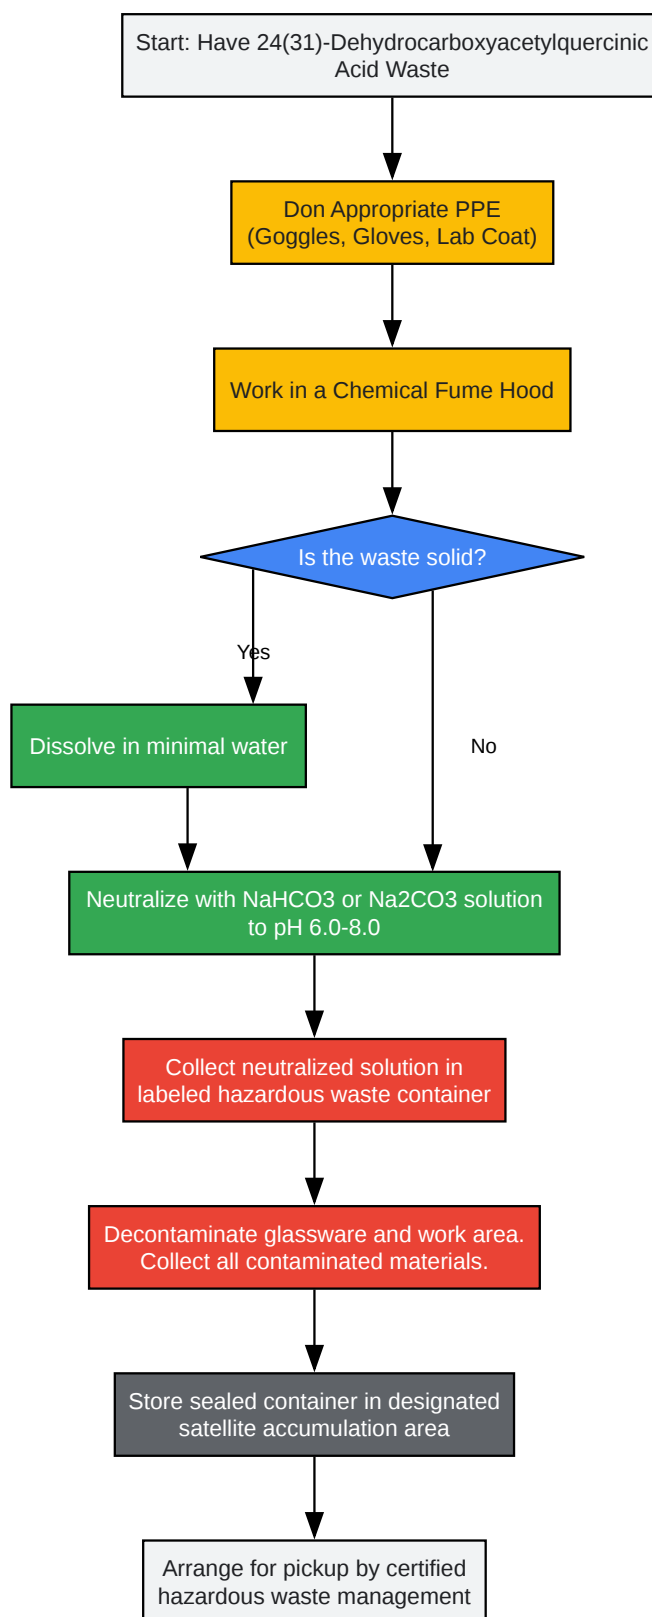 Start: Have 24(31)-Dehydrocarboxyacetylquercinic
Acid Waste
Don Appropriate PPE
(Goggles, Gloves, Lab Coat)
Work in a Chemical Fume Hood
Is the waste solid?
Yes
Dissolve in minimal water
No
Neutralize with NaHCO3 or Na2CO3 solution
to pH 6.0-8.0
Collect neutralized solution in
labeled hazardous waste container
Decontaminate glassware and work area.
Collect all contaminated materials.
Store sealed container in designated
satellite accumulation area
Arrange for pickup by certified
hazardous waste management